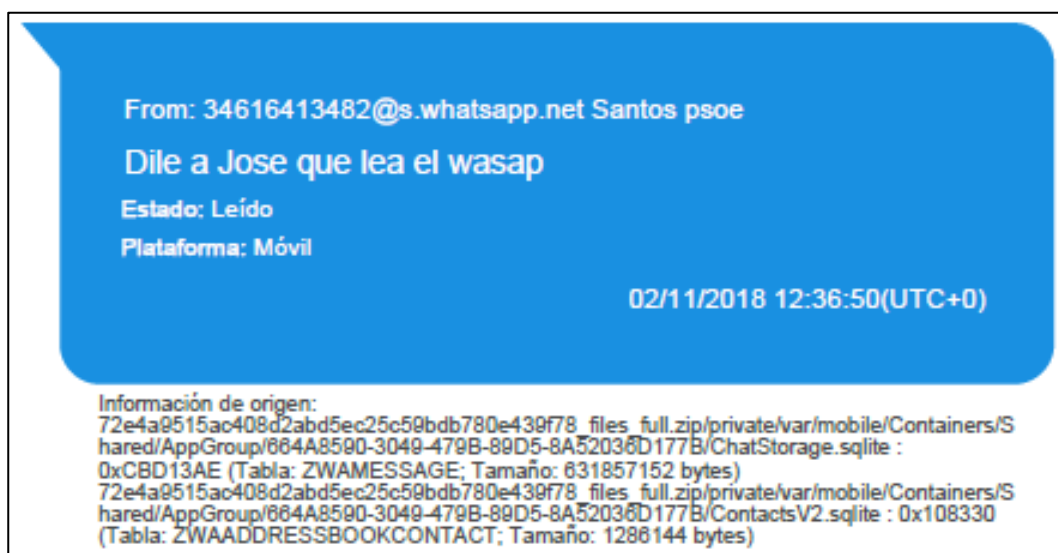 From: 34616413482@s.whatsapp.net Santos psoe
Dile a Jose que lea el wasap
Estado: Leído
Plataforma: Móvil
02/11/2018 12:36:50(UTC+0)
Información de origen:
72e4a9515ac408d2abd5ec25c59bdb780e439f78_files_full.zip/private/var/mobile/Containers/S
hared/AppGroup/664A8590-3049-479B-89D5-8A52036D177B/ChatStorage.sqlite :
0xCBD13AE (Tabla: ZWAMESSAGE; Tamaño: 631857152 bytes)
72e4a9515ac408d2abd5ec25c59bdb780e439f78_files_full.zip/private/var/mobile/Containers/S
hared/AppGroup/664A8590-3049-479B-89D5-8A52036D177B/ContactsV2.sqlite : 0x108330
(Tabla: ZWAADDRESSBOOKCONTACT; Tamaño: 1286144 bytes)